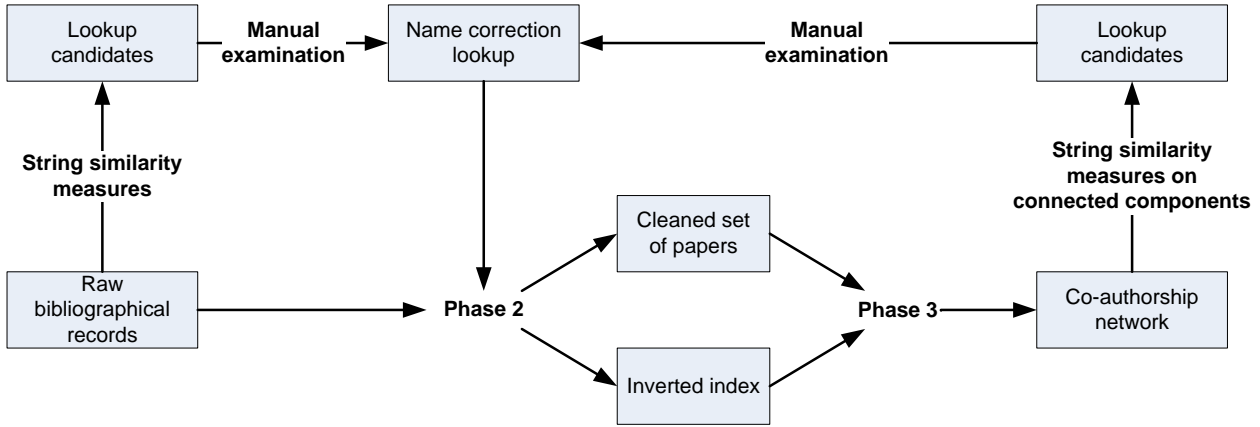 Lookup
candidates
Manual
examination
Name correction
lookup
Manual
examination
Lookup
candidates
String similarity
measures
String similarity
measures on
connected components
Cleaned set
of papers
Raw
bibliographical
records
Phase 2
Phase 3
Co-authorship
network
Inverted index